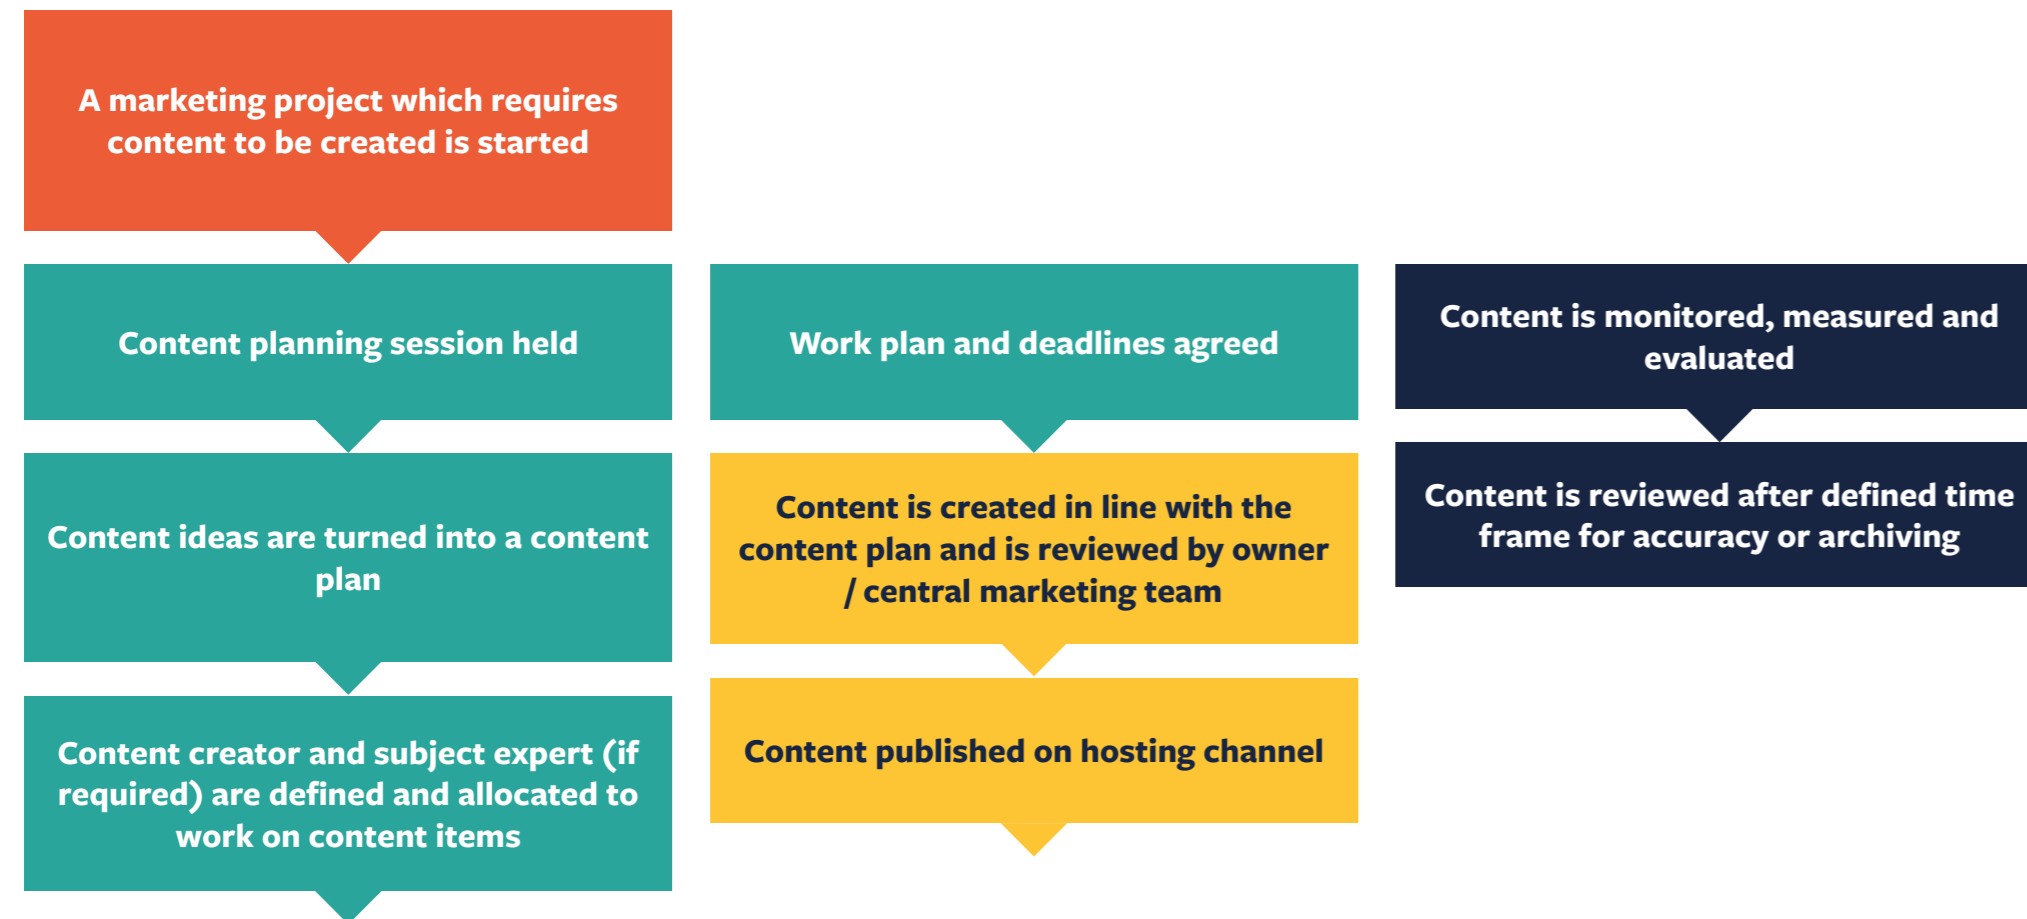 A marketing project which requires
content to be created is started
Content planning session held
Content ideas are turned into a content
plan
Content creator and subject expert (if
required) are defined and allocated to
work on content items
Work plan and deadlines agreed
Content is created in line with the
content plan and is reviewed by owner
/ central marketing team
Content published on hosting channel
Content is monitored, measured and
evaluated
Content is reviewed after defined time
frame for accuracy or archiving